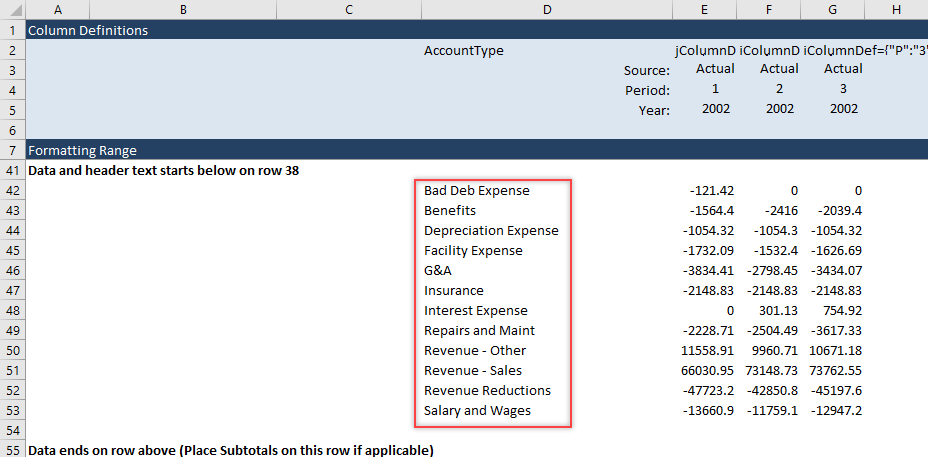 A B C D E F G H
1 Column Definitions
2 AccountType jColumnD iColumnD iColumnDef={"P":"3"
3 Source: Actual Actual Actual
4 Period: 1 2 3
5 Year: 2002 2002 2002
6
7 Formatting Range
41 Data and header text starts below on row 38
42 Bad Deb Expense -121.42 0 0
43 Benefits -1564.4 -2416 -2039.4
44 Depreciation Expense -1054.32 -1054.3 -1054.32
45 Facility Expense -1732.09 -1532.4 -1626.69
46 G&A -3834.41 -2798.45 -3434.07
47 Insurance -2148.83 -2148.83 -2148.83
48 Interest Expense 0 301.13 754.92
49 Repairs and Maint -2228.71 -2504.49 -3617.33
50 Revenue - Other 11558.91 9960.71 10671.18
51 Revenue - Sales 66030.95 73148.73 73762.55
52 Revenue Reductions -47723.2 -42850.8 -45197.6
53 Salary and Wages -13660.9 -11759.1 -12947.2
54
55 Data ends on row above (Place Subtotals on this row if applicable)